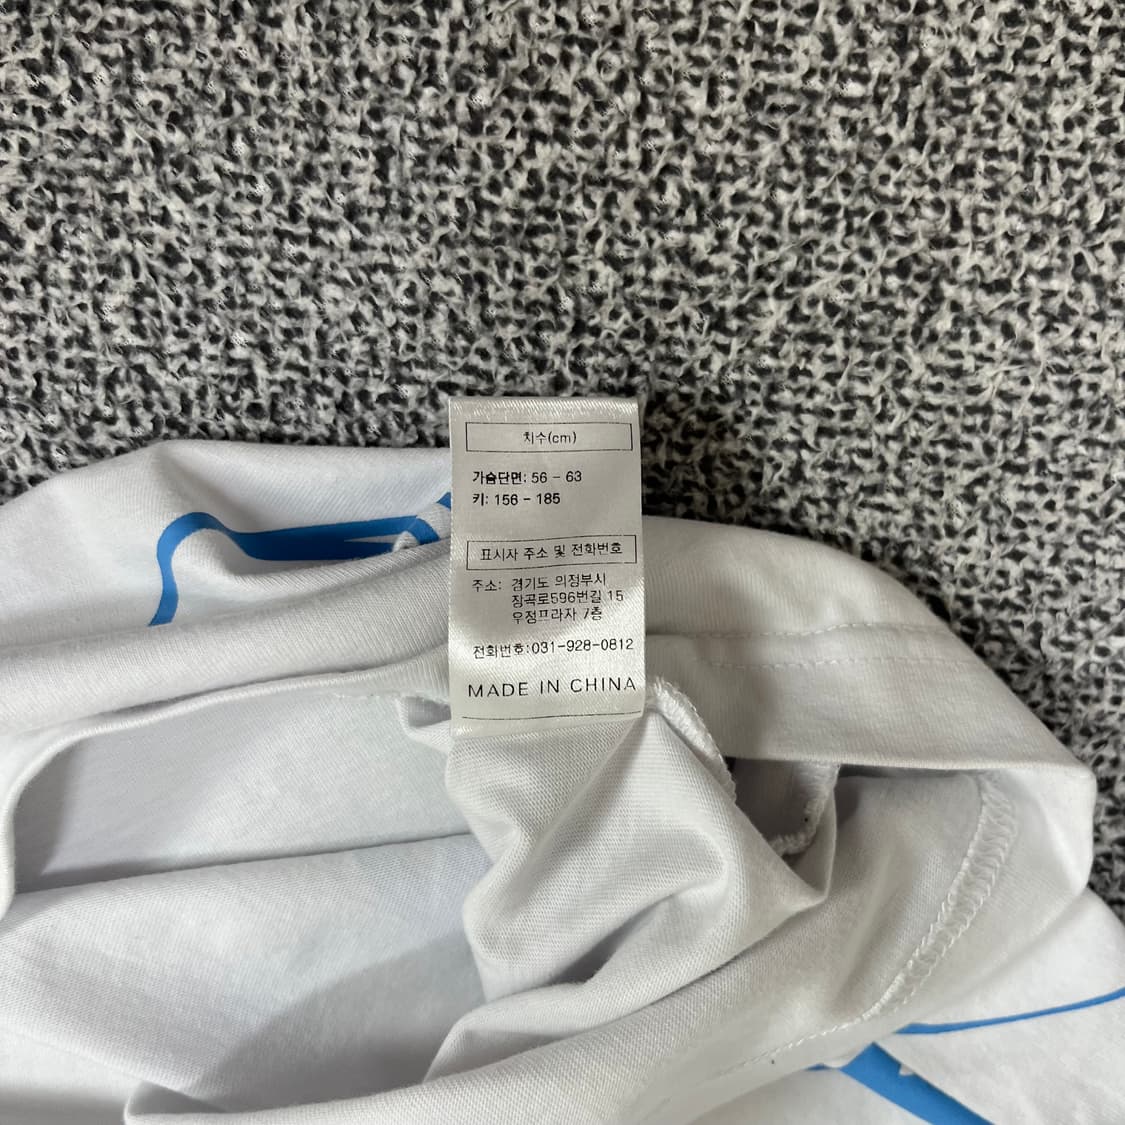 치수(cm)
가슴단면: 56 - 63
키: 156 - 185
표시자 주소 및 전화번호
주소: 경기도 의정부시
장곡로596번길 15
우정프라자 7층
전화번호:031-928-0812
MADE IN CHINA